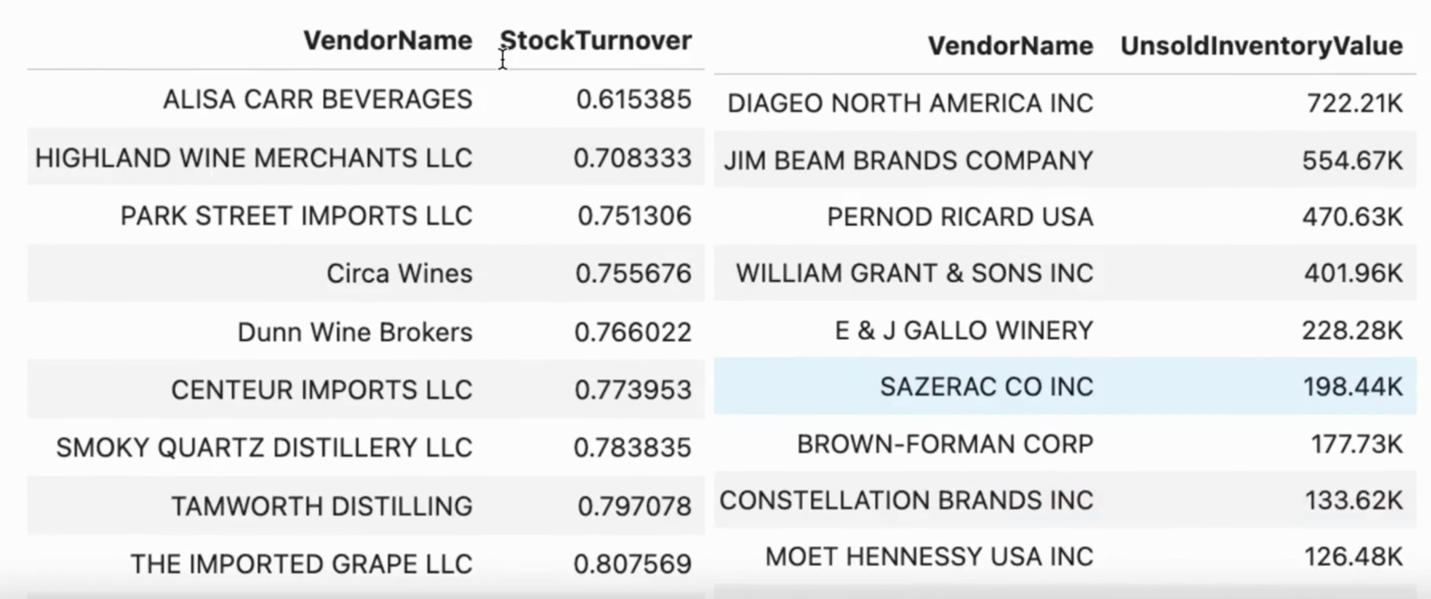 VendorName StockTurnover
ALISA CARR BEVERAGES 0.615385
HIGHLAND WINE MERCHANTS LLC 0.708333
PARK STREET IMPORTS LLC 0.751306
Circa Wines 0.755676
Dunn Wine Brokers 0.766022
CENTEUR IMPORTS LLC 0.773953
SMOKY QUARTZ DISTILLERY LLC 0.783835
TAMWORTH DISTILLING 0.797078
THE IMPORTED GRAPE LLC 0.807569
VendorName UnsoldInventoryValue
DIAGEO NORTH AMERICA INC 722.21K
JIM BEAM BRANDS COMPANY 554.67K
PERNOD RICARD USA 470.63K
WILLIAM GRANT & SONS INC 401.96K
E & J GALLO WINERY 228.28K
SAZERAC CO INC 198.44K
BROWN-FORMAN CORP 177.73K
CONSTELLATION BRANDS INC 133.62K
MOET HENNESSY USA INC 126.48K